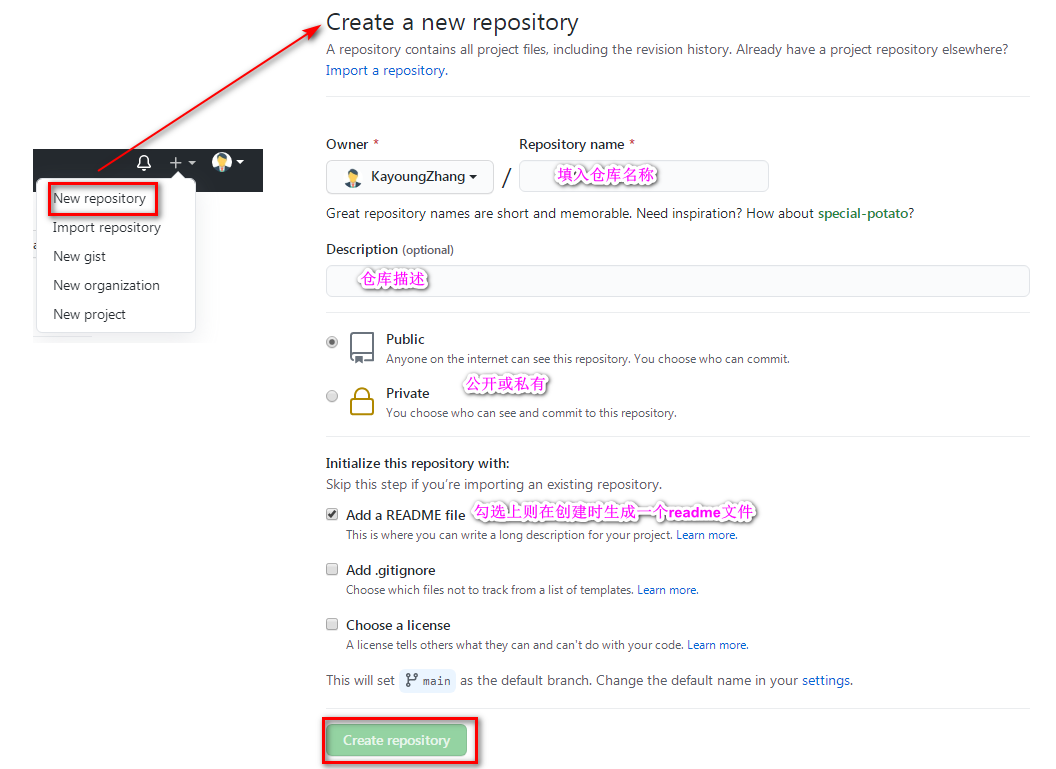 Create a new repository
A repository contains all project files, including the revision history. Already have a project repository elsewhere?
Import a repository.
New repository
Import repository
New gist
New organization
New project
Owner *
Repository name *
KayoungZhang
/
填入仓库名称
Great repository names are short and memorable. Need inspiration? How about special-potato?
Description (optional)
仓库描述
Public
Anyone on the internet can see this repository. You choose who can commit.
公开或私有
Private
You choose who can see and commit to this repository.
Initialize this repository with:
Skip this step if you're importing an existing repository.
Add a README file 勾选上则在创建时生成一个readme文件
This is where you can write a long description for your project. Learn more.
Add .gitignore
Choose which files not to track from a list of templates. Learn more.
Choose a license
A license tells others what they can and can't do with your code. Learn more.
This will set main as the default branch. Change the default name in your settings.
Create repository